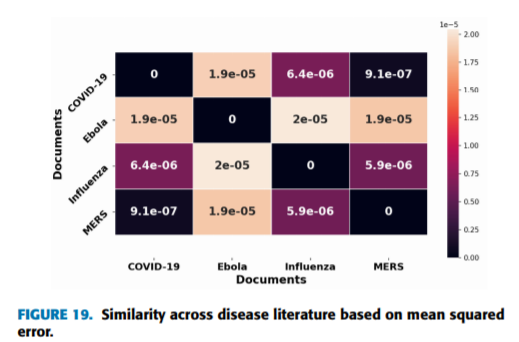 1e-5
COVID-19 0 1.9e-05 6.4e-06 9.1e-07
Ebola 1.9e-05 0 2e-05 1.9e-05
Influenza 6.4e-06 2e-05 0 5.9e-06
MERS 9.1e-07 1.9e-05 5.9e-06 0
Documents
COVID-19 Ebola Influenza MERS
Documents
2.00
1.75
1.50
1.25
1.00
0.75
0.50
0.25
0.00
FIGURE 19. Similarity across disease literature based on mean squared
error.